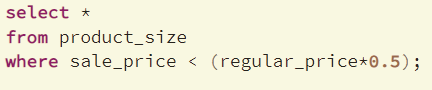 select *
from product_size
where sale_price < (regular_price*0.5);